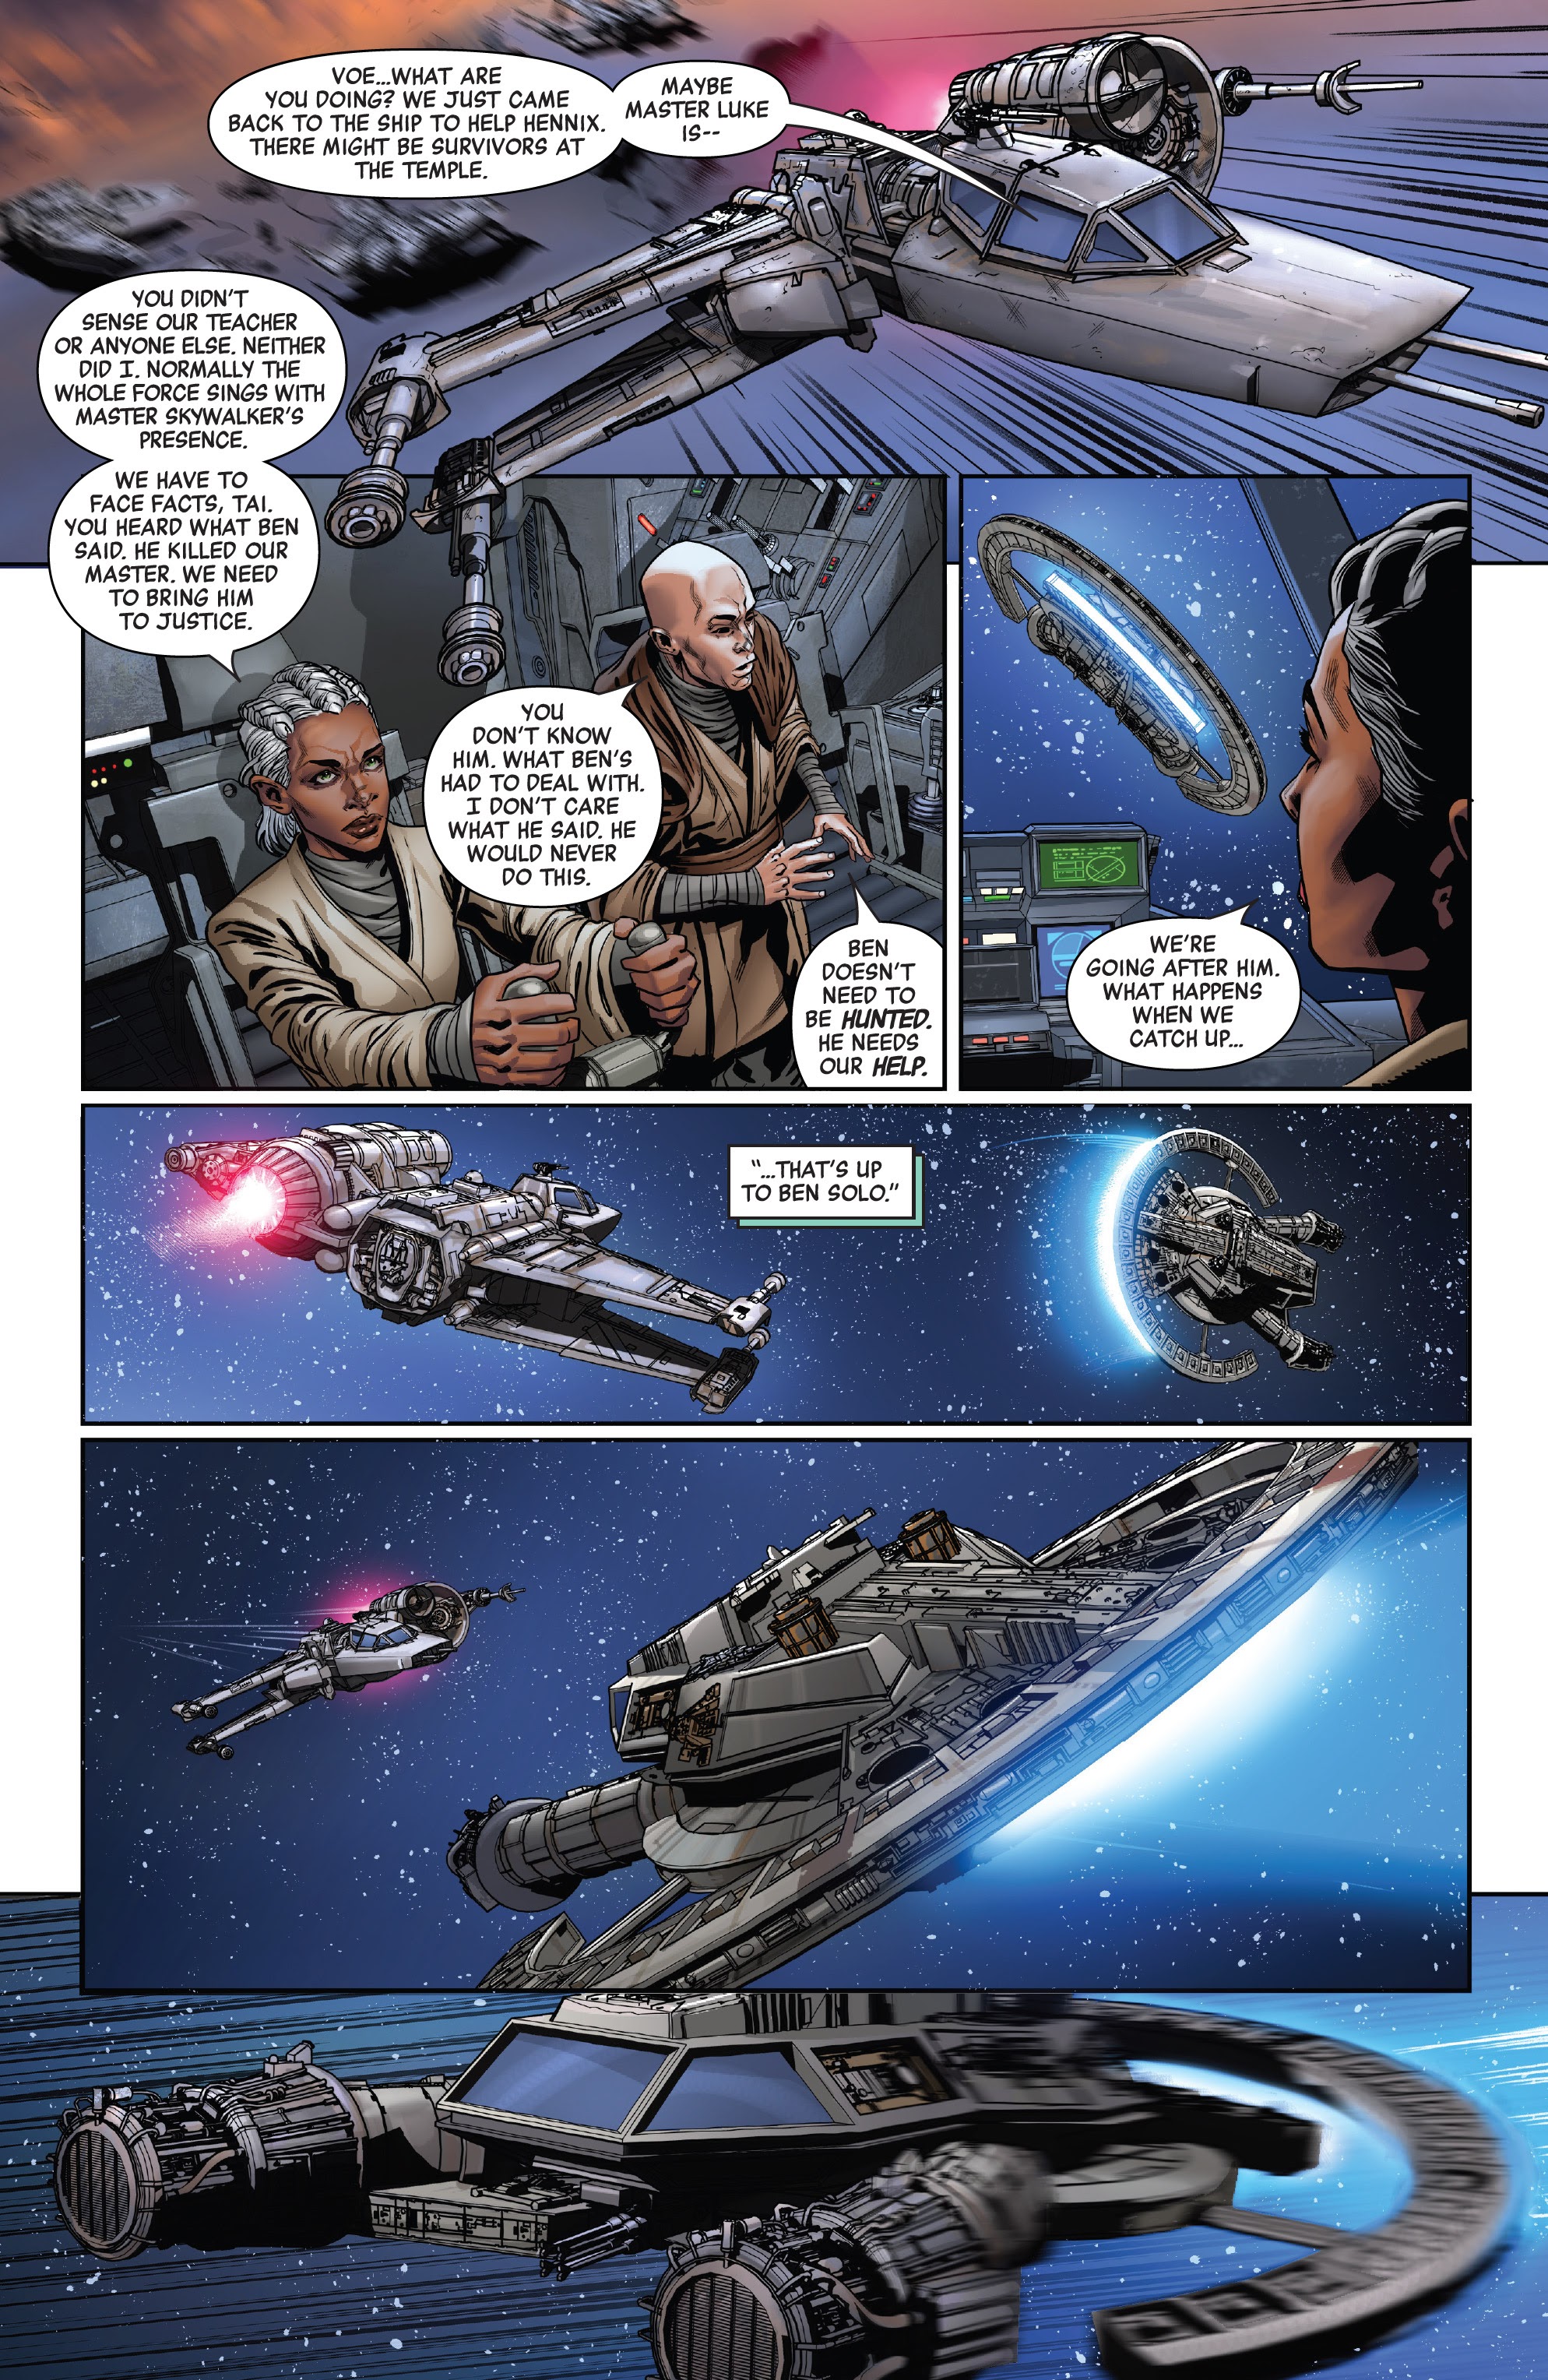 VOE...WHAT ARE
YOU DOING? WE JUST CAME
BACK TO THE SHIP TO HELP HENNIX.
THERE MIGHT BE SURVIVORS AT
THE TEMPLE.
MAYBE
MASTER LUKE
IS--
YOU DIDN'T
SENSE OUR TEACHER
OR ANYONE ELSE. NEITHER
DID I. NORMALLY THE
WHOLE FORCE SINGS WITH
MASTER SKYWALKER'S
PRESENCE.
WE HAVE TO
FACE FACTS, TAI.
YOU HEARD WHAT BEN
SAID. HE KILLED OUR
MASTER. WE NEED
TO BRING HIM
TO JUSTICE.
YOU
DON'T KNOW
HIM. WHAT BEN'S
HAD TO DEAL WITH.
I DON'T CARE
WHAT HE SAID. HE
WOULD NEVER
DO THIS.
BEN
DOESN'T
NEED TO
BE HUNTED.
HE NEEDS
OUR HELP.
WE'RE
GOING AFTER HIM.
WHAT HAPPENS
WHEN WE
CATCH UP...
"...THAT'S UP
TO BEN SOLO."